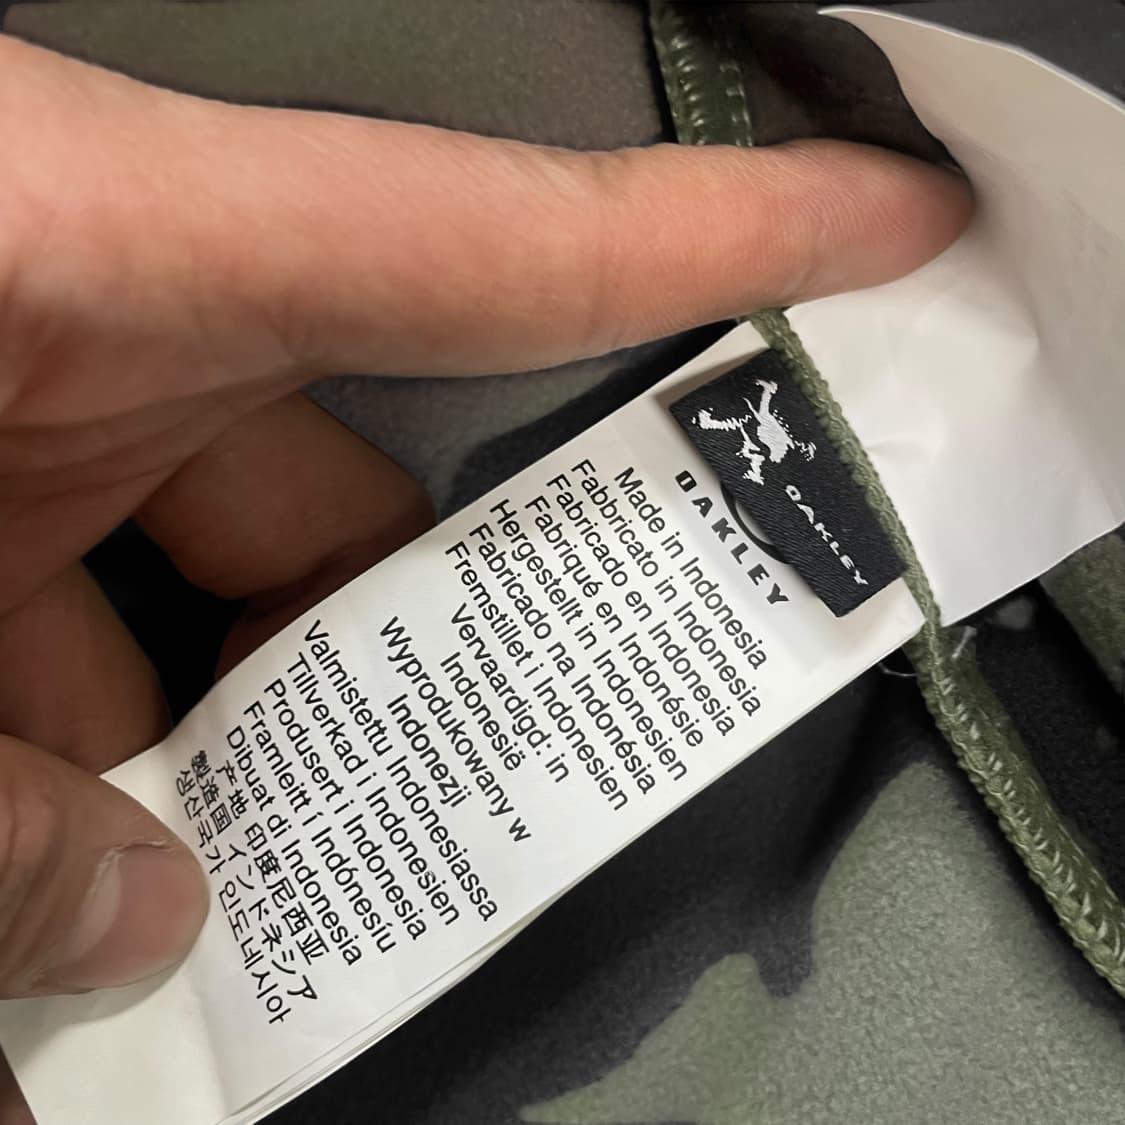 OAKLEY
OAKLEY
Made in Indonesia
Fabbricato in Indonesia
Fabricado en Indonesia
Fabriqué en Indonésie
Hergestellt in Indonesien
Fabricado na Indonésia
Fremstillet i Indonesien
Vervaardigd: in
Indonesië
Wyprodukowany w
Indonezji
Valmistettu Indonesiassa
Tillverkad i Indonesien
Produsert i Indonesia
Framleitt í Indónesíu
Dibuat di Indonesia
产地 印度尼西亚
製造国 インドネシア
생산국가 인도네시아